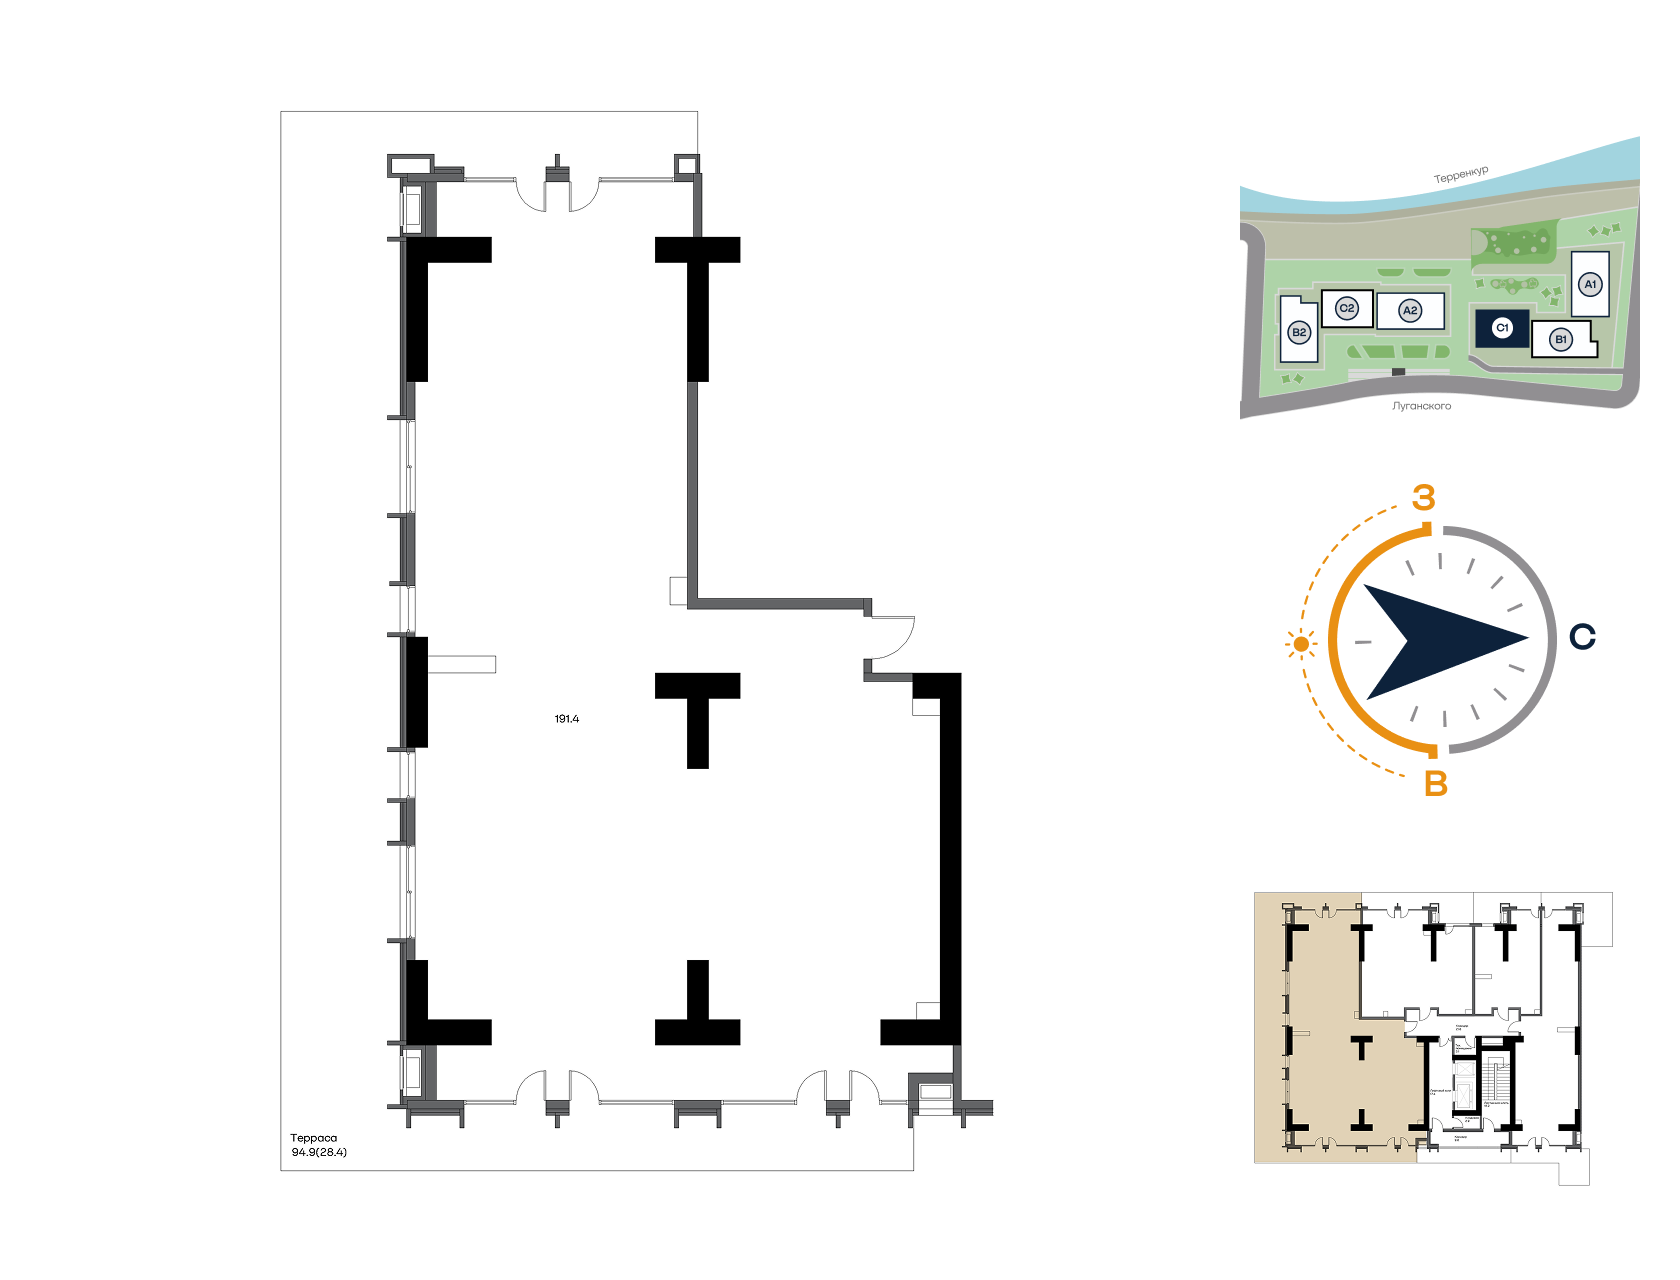 191.4
Терраса
94.9(28.4)
Терренкур
A1
C2
A2
B2
C1
B1
Луганского
З
С
В